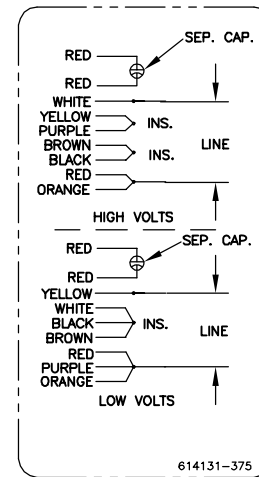 SEP. CAP.
RED
RED
WHITE
YELLOW
PURPLE INS.
BROWN
BLACK INS.
LINE
RED
ORANGE
HIGH VOLTS
RED
SEP. CAP.
RED
YELLOW
WHITE
BLACK INS.
BROWN
LINE
RED
PURPLE
ORANGE
LOW VOLTS
614131-375